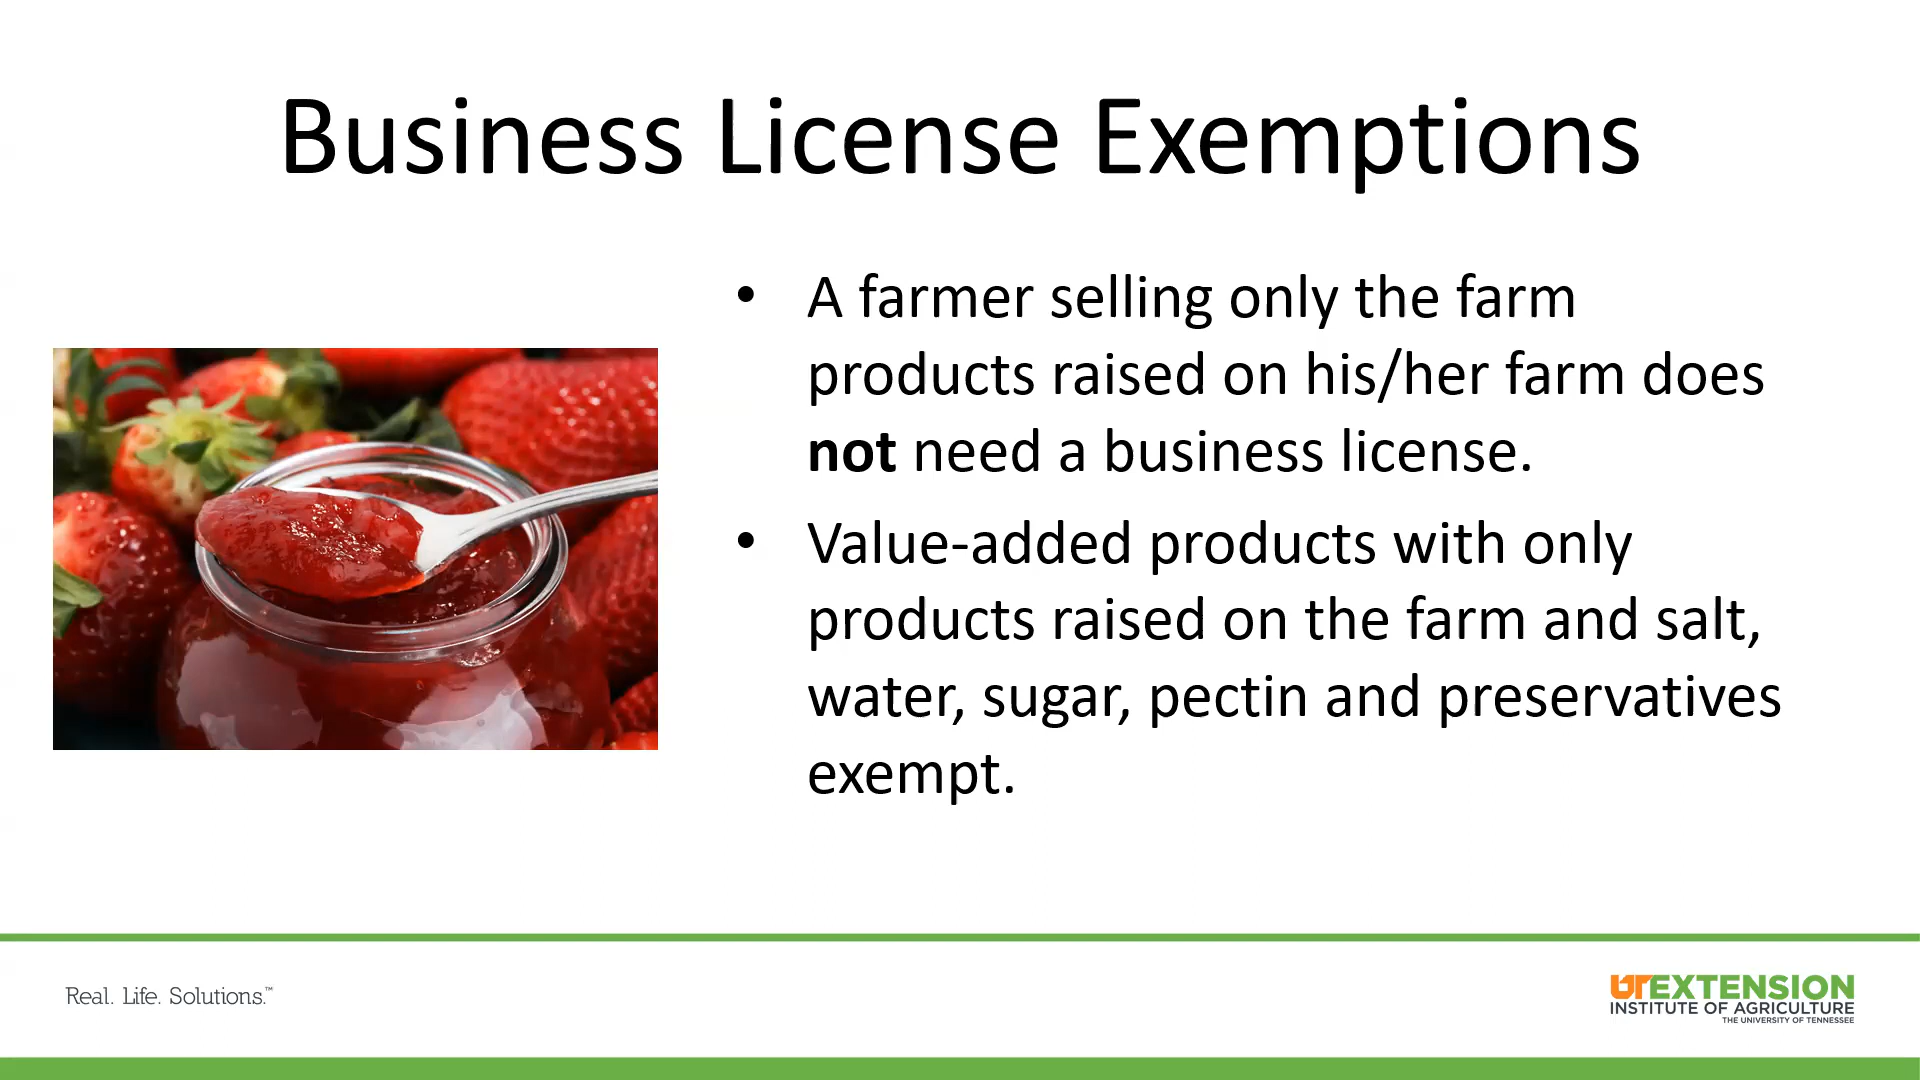 Business License Exemptions
• A farmer selling only the farm
products raised on his/her farm does
not need a business license.
• Value-added products with only
products raised on the farm and salt,
water, sugar, pectin and preservatives
exempt.
Real. Life. Solutions.™
UT EXTENSION
INSTITUTE OF AGRICULTURE
THE UNIVERSITY OF TENNESSEE